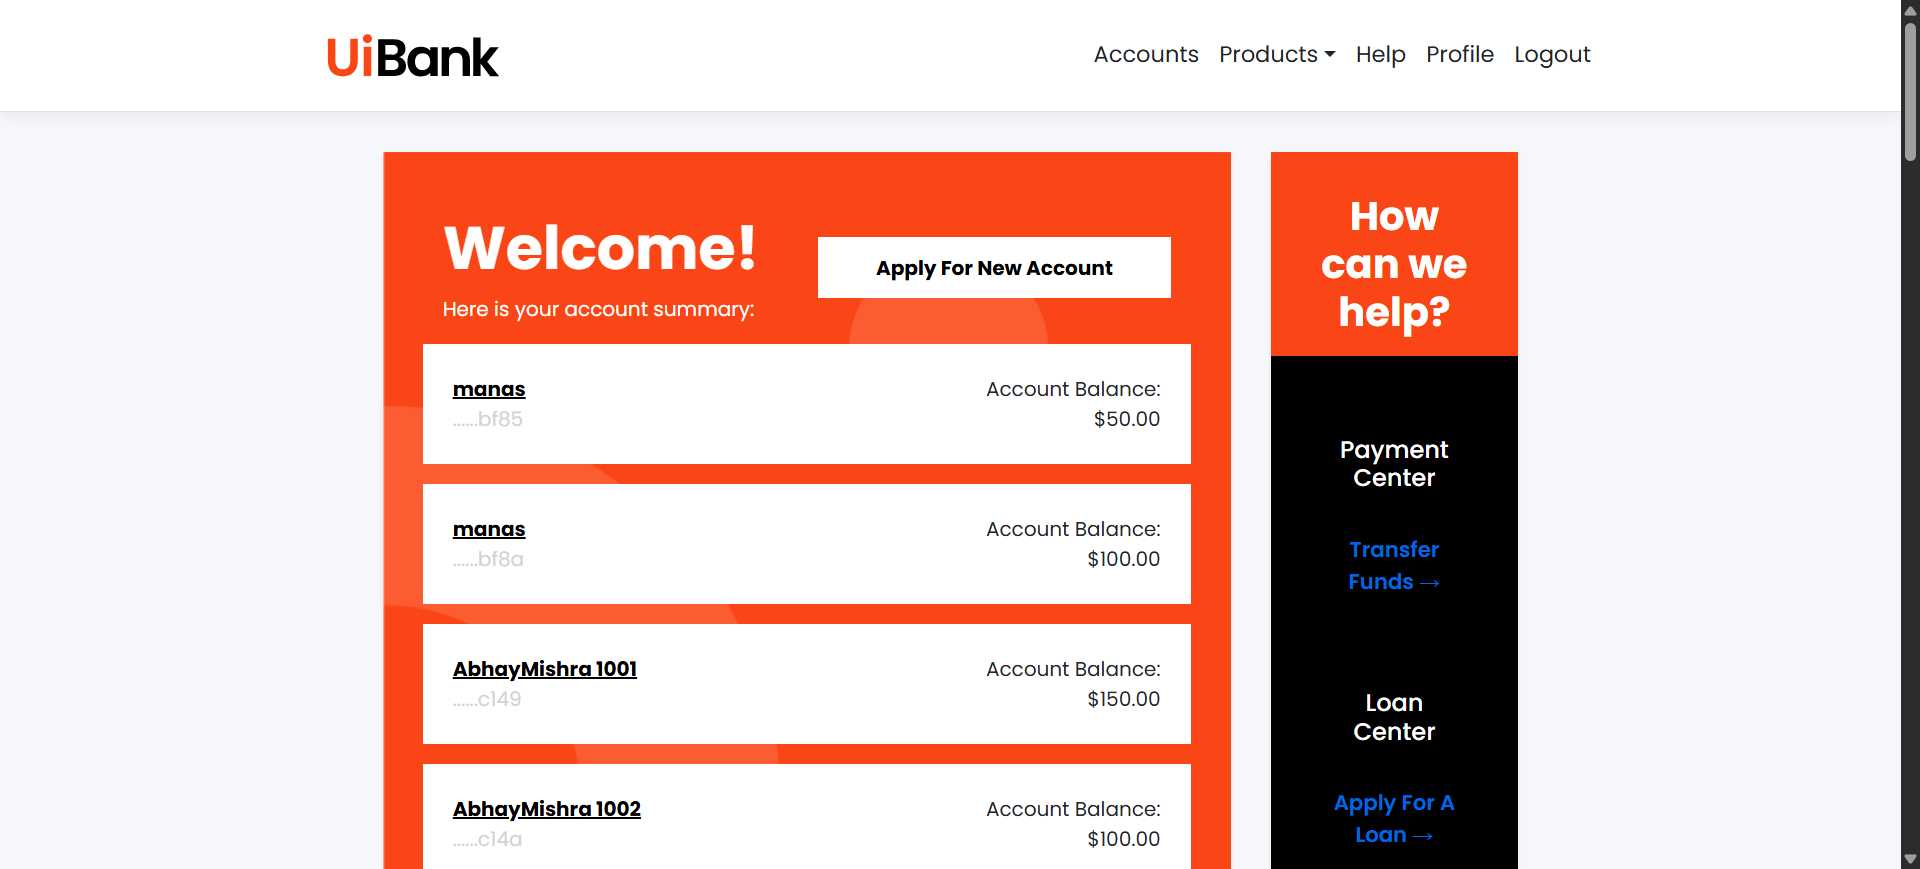 UiBank
Accounts Products Help Profile Logout
Welcome!
Apply For New Account
Here is your account summary:
manas
Account Balance:
......bf85
$50.00
manas
Account Balance:
......bf8a
$100.00
AbhayMishra 1001
Account Balance:
......c149
$150.00
AbhayMishra 1002
Account Balance:
......c14a
$100.00
How
can we
help?
Payment
Center
Transfer
Funds →
Loan
Center
Apply For A
Loan →